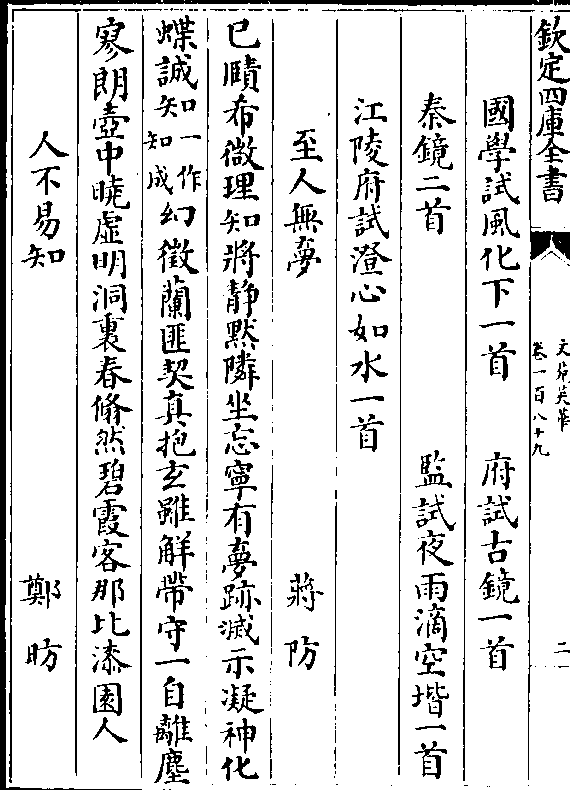 欽定四庫全書
文苑英華
卷一百八十九
二
國學試風化下一首 府試古鏡一首
秦鏡二首 監試夜雨滴空堦一首
江陵府試澄心如水一首
至人無夢 蔣防
已賾希微理知將静黙隣坐忘寧有夢跡滅示凝神化
蝶誠知一作知成幻徵蘭匪契真抱玄雖解帶守一自離塵
寥朗壺中曉虚明洞裏春翛然碧霞客那比漆園人
人不易知 鄭昉